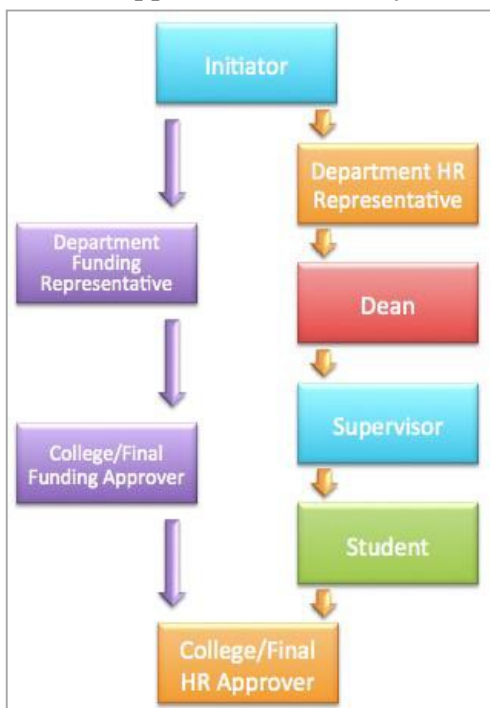 Initiator
Department HR
Representative
Department
Funding
Representative
Dean
Supervisor
College/Final
Funding Approver
Student
College/Final
HR Approver